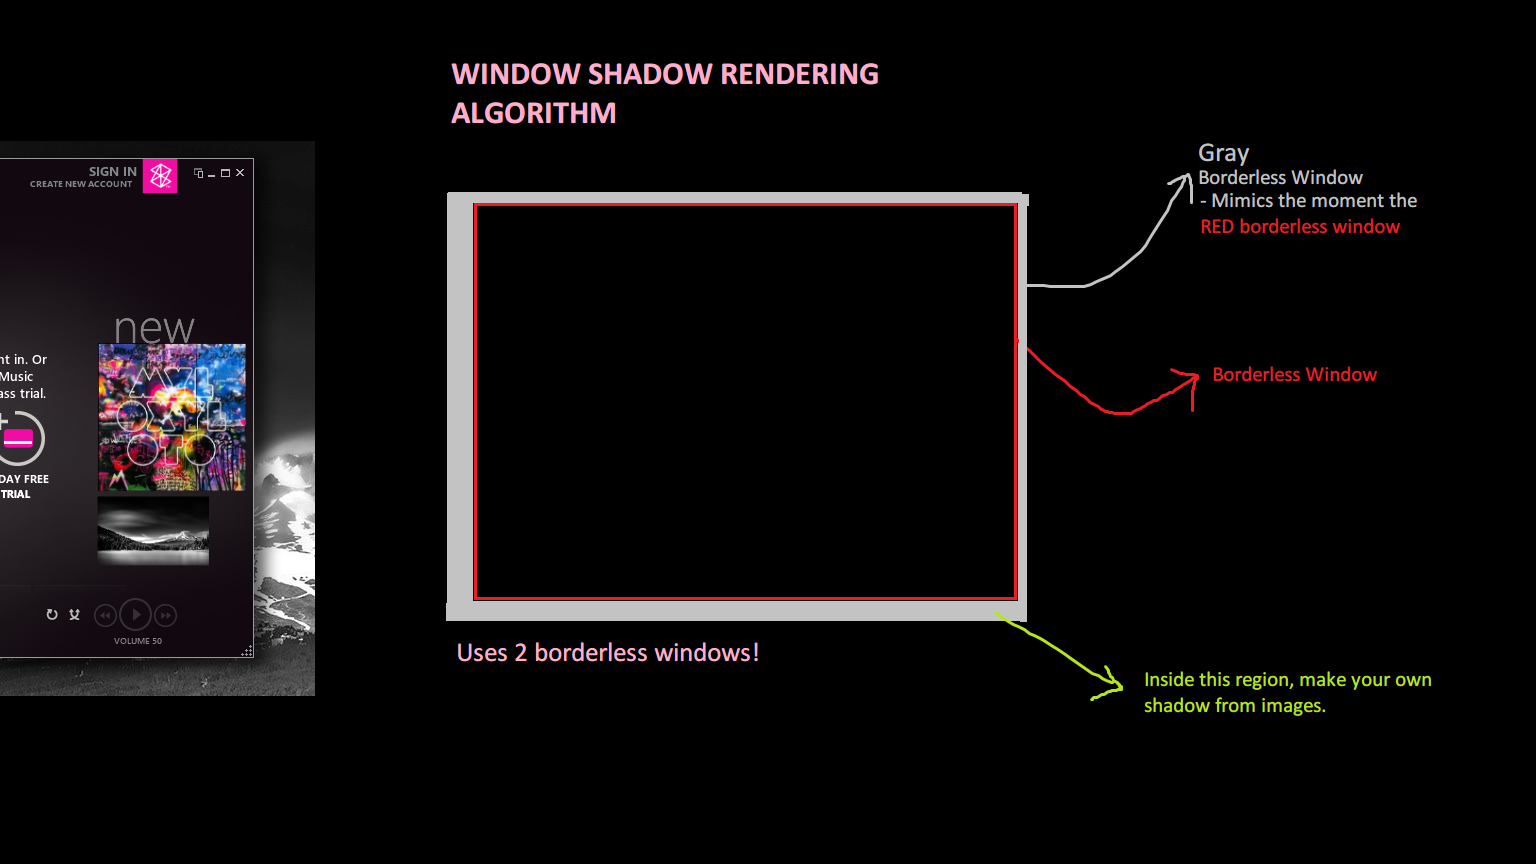 WINDOW SHADOW RENDERING
ALGORITHM
SIGN IN
CREATE NEW ACCOUNT
new
nt in. Or
Music
ass trial.
DAY FREE
TRIAL
VOLUME 50
Gray
Borderless Window
- Mimics the moment the
RED borderless window
Borderless Window
Uses 2 borderless windows!
Inside this region, make your own
shadow from images.